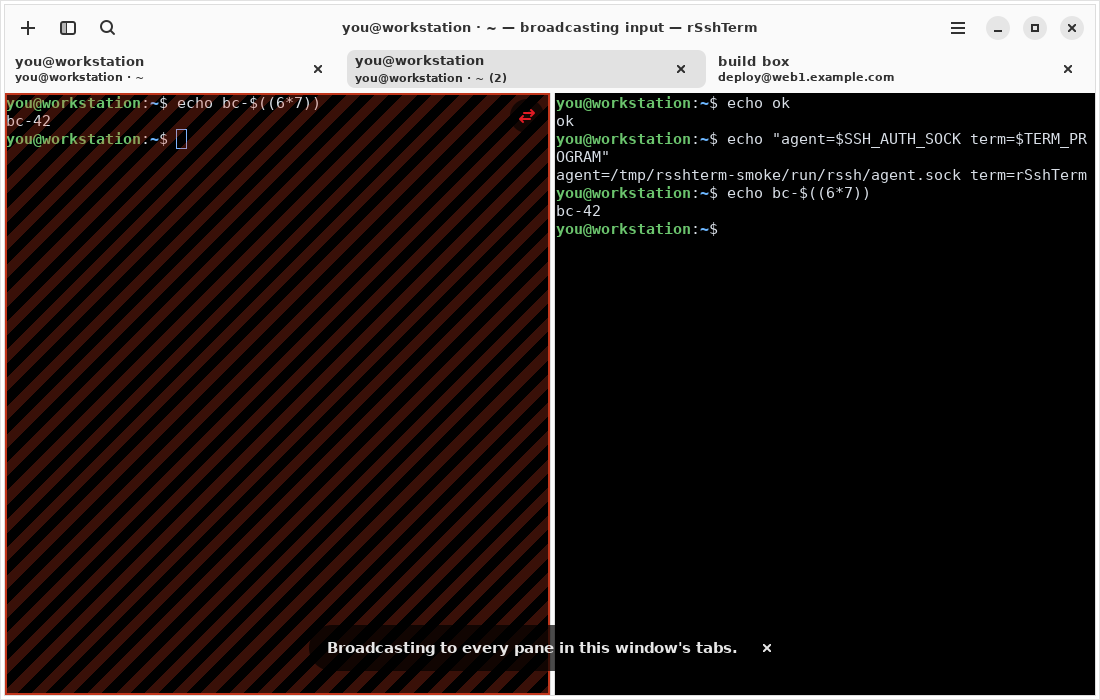 you@workstation · ~ — broadcasting input — rSshTerm
you@workstation
you@workstation · ~
you@workstation
you@workstation · ~ (2)
build box
deploy@web1.example.com
you@workstation:~$ echo bc-$((6*7))
bc-42
you@workstation:~$
you@workstation:~$ echo ok
ok
you@workstation:~$ echo "agent=$SSH_AUTH_SOCK term=$TERM_PR
OGRAM"
agent=/tmp/rsshterm-smoke/run/rssh/agent.sock term=rSshTerm
you@workstation:~$ echo bc-$((6*7))
bc-42
you@workstation:~$
Broadcasting to every pane in this window's tabs.